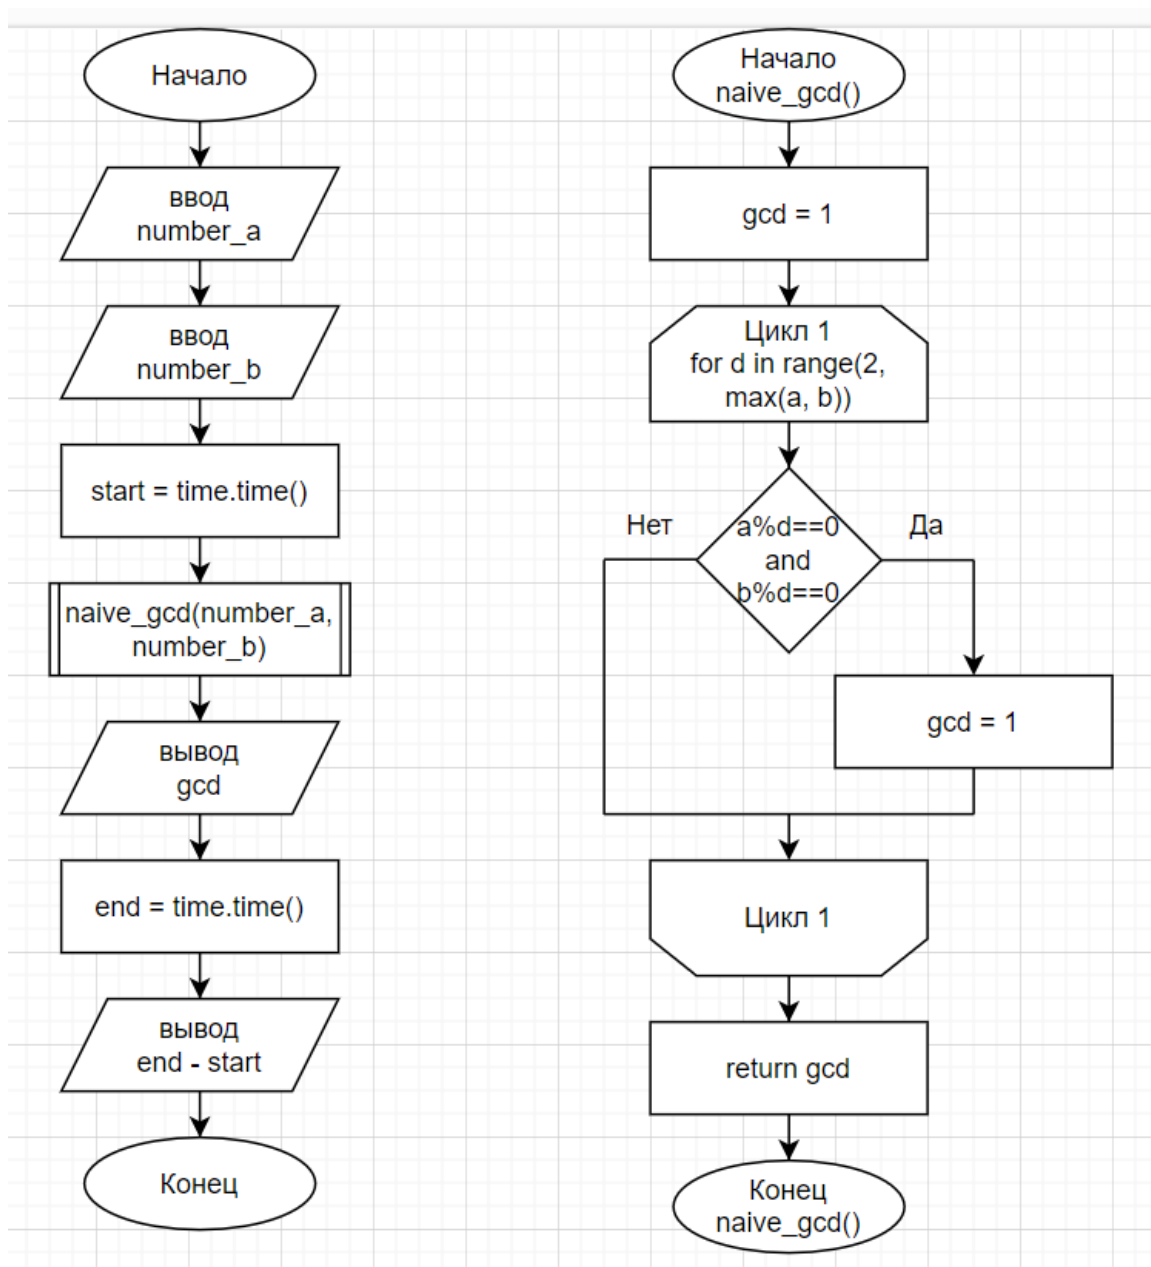 Начало
ввод
number_a
ввод
number_b
start = time.time()
naive_gcd(number_a,
number_b)
вывод
gcd
end = time.time()
вывод
end - start
Конец
Начало
naive_gcd()
gcd = 1
Цикл 1
for d in range(2,
max(a, b))
Нет
a%d==0
and
b%d==0
Да
gcd = 1
Цикл 1
return gcd
Конец
naive_gcd()